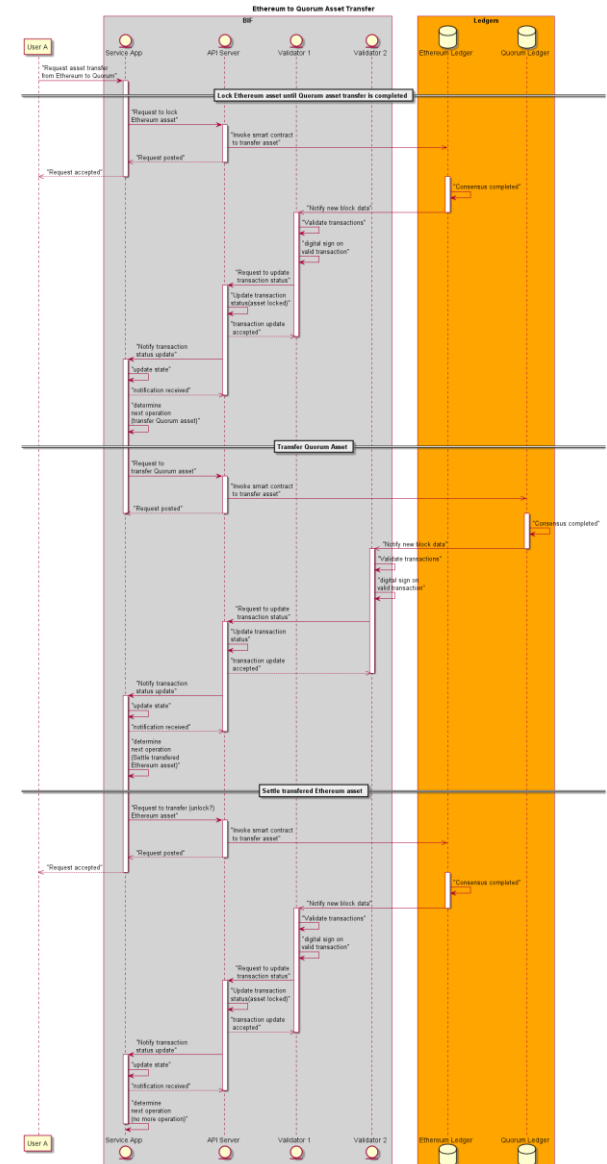 Ethereum to Quorum Asset Transfer
BIF
Ledgers
User A
Service App
API Server
Validator 1
Validator 2
Ethereum Ledger
Quorum Ledger
"Request asset transfer
from Ethereum to Quorum"
Lock Ethereum asset until Quorum asset transfer is completed
"Request to lock
Ethereum asset"
"Invoke smart contract
to transfer asset"
"Request posted"
"Request accepted"
"Consensus completed"
"Notify new block data"
"Validate transactions"
"digital sign on
valid transaction"
"Request to update
transaction status"
"Update transaction
status(asset locked)"
"transaction update
accepted"
"Notify transaction
status update"
"update state"
"notification received"
"determine
next operation
(transfer Quorum asset)"
Transfer Quorum Asset
"Request to
transfer Quorum asset"
"Invoke smart contract
to transfer asset"
"Request posted"
"Consensus completed"
"Notify new block data"
"Validate transactions"
"digital sign on
valid transaction"
"Request to update
transaction status"
"Update transaction
status"
"transaction update
accepted"
"Notify transaction
status update"
"update state"
"notification received"
"determine
next operation
(Settle transfered
Ethereum asset)"
Settle transfered Ethereum asset
"Request to transfer (unlock?)
Ethereum asset"
"Invoke smart contract
to transfer asset"
"Request posted"
"Request accepted"
"Consensus completed"
"Notify new block data"
"Validate transactions"
"digital sign on
valid transaction"
"Request to update
transaction status"
"Update transaction
status(asset locked)"
"transaction update
accepted"
"Notify transaction
status update"
"update state"
"notification received"
"determine
next operation
(no more operation)"
User A
Service App
API Server
Validator 1
Validator 2
Ethereum Ledger
Quorum Ledger